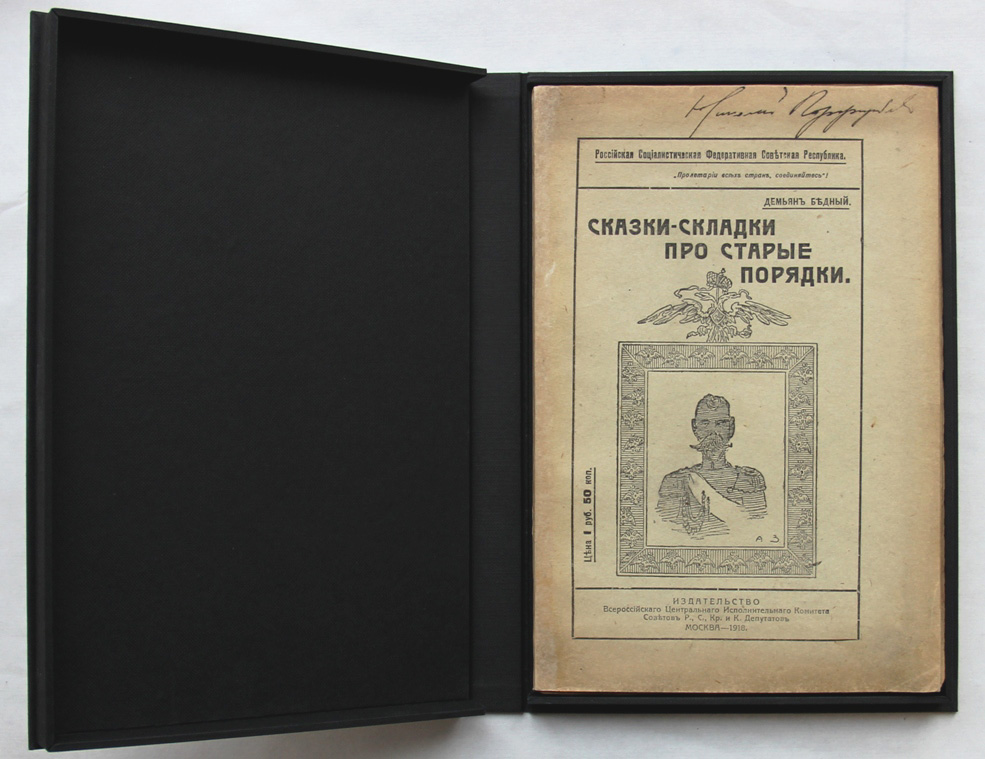 Россійская Соціалистическая Федеративная Совѣтская Республика.
„Пролетаріи всѣхъ странъ, соединяйтесь“!
ДЕМЬЯНЪ БѢДНЫЙ.
СКАЗКИ-СКЛАДКИ
ПРО СТАРЫЕ
ПОРЯДКИ.
А З
Цѣна 1 руб. 50 коп.
ИЗДАТЕЛЬСТВО
Всероссійскаго Центральнаго Исполнительнаго Комитета
Совѣтовъ Р., С., Кр. и К. Депутатовъ
МОСКВА—1918.